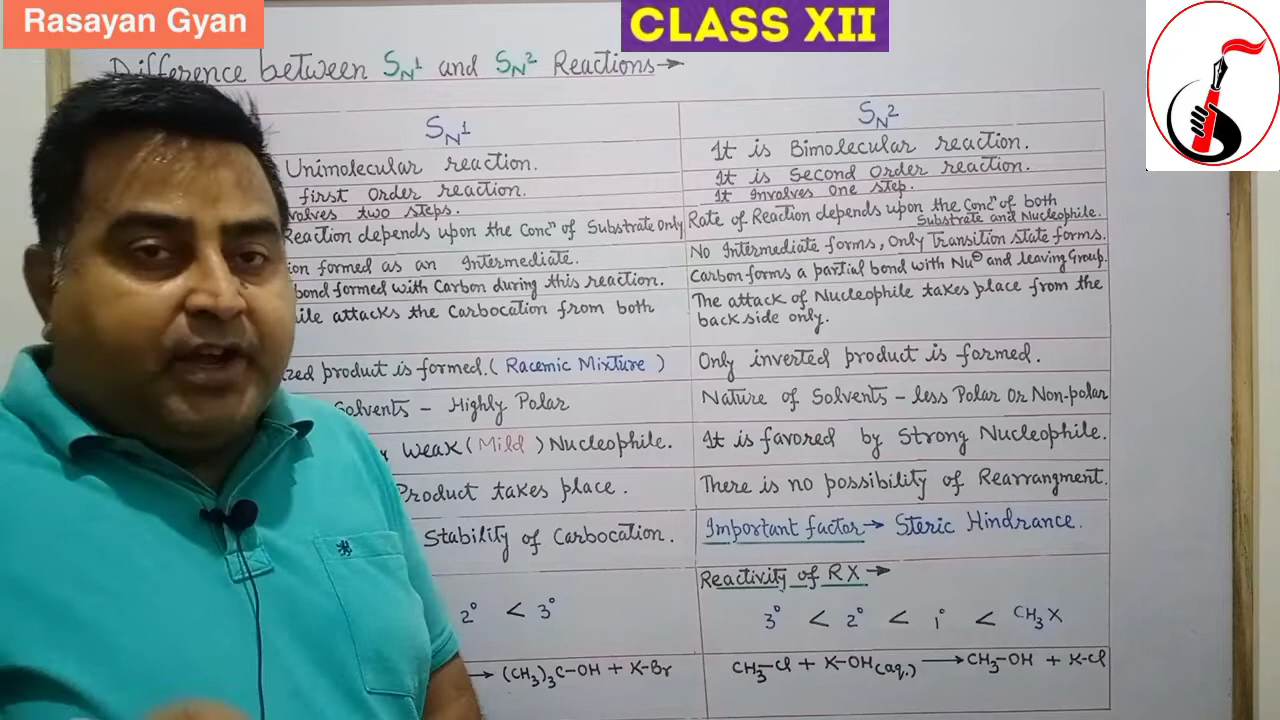 Rasayan Gyan
CLASS XII
Difference between SN1 and SN2 Reactions→
SN1
Unimolecular reaction.
first Order reaction.
volves two steps.
Reaction depends upon the Concn of Substrate Only
ion formed as an Intermediate.
bond formed with Carbon during this reaction.
ile attacks the Carbocation from both
zed product is formed. ( Racemic Mixture )
Solvents – Highly Polar
Weak (Mild) Nucleophile.
Product takes place.
Stability of Carbocation.
2° < 3°
→ (CH3)3C–OH + K–Br
SN2
It is Bimolecular reaction.
It is Second Order reaction.
It Involves One Step.
Rate of Reaction depends upon the Concn of both
Substrate and Nucleophile.
No Intermediate forms, Only Transition state forms.
Carbon forms a partial bond with Nu⊖ and leaving Group.
The attack of Nucleophile takes place from the
back side only.
Only inverted product is formed.
Nature of Solvents – less Polar Or Non-polar
It is favored by Strong Nucleophile.
There is no possibility of Rearrangment.
Important factor → Steric Hindrance.
Reactivity of RX →
3° < 2° < 1° < CH3X
CH3–Cl + K–OH(aq.) → CH3–OH + K–Cl